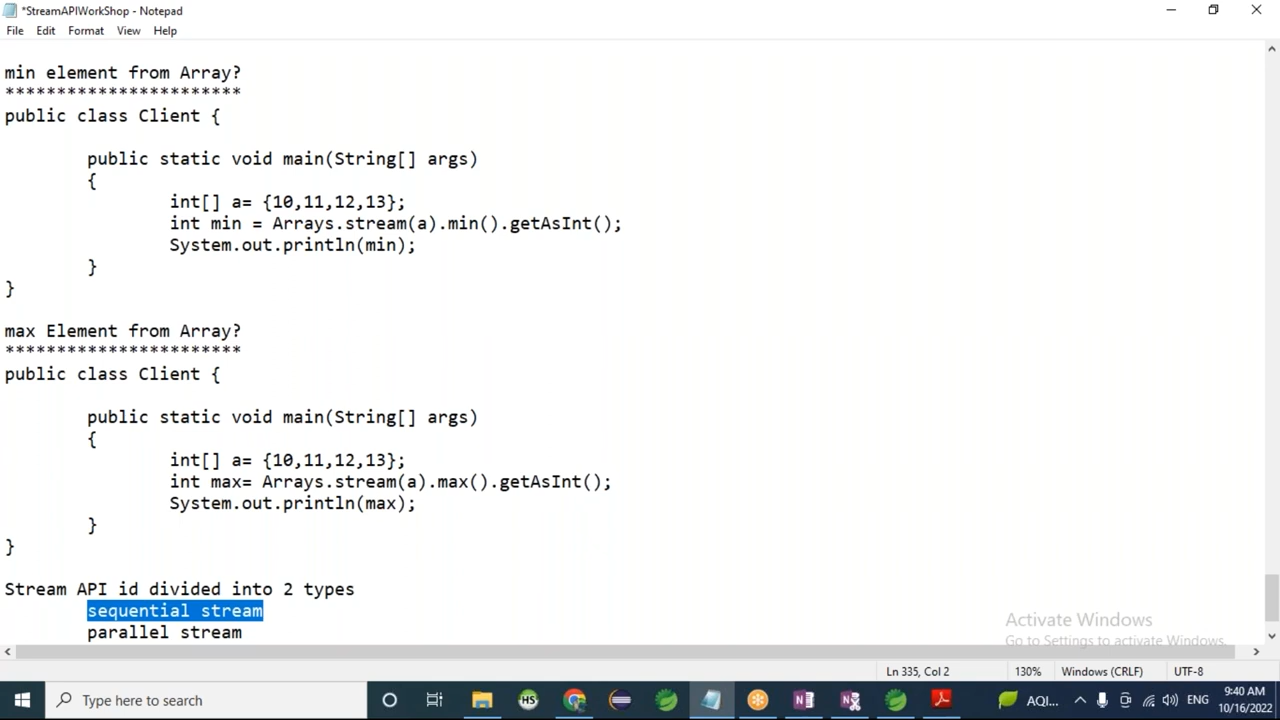 *StreamAPIWorkShop - Notepad
File Edit Format View Help
min element from Array?
***********************
public class Client {
public static void main(String[] args)
{
int[] a= {10,11,12,13};
int min = Arrays.stream(a).min().getAsInt();
System.out.println(min);
}
}
max Element from Array?
***********************
public class Client {
public static void main(String[] args)
{
int[] a= {10,11,12,13};
int max= Arrays.stream(a).max().getAsInt();
System.out.println(max);
}
}
Stream API id divided into 2 types
sequential stream
parallel stream
Activate Windows
Go to Settings to activate Windows.
Ln 335, Col 2 130% Windows (CRLF) UTF-8
Type here to search HS N N AQI... ENG 9:40 AM
10/16/2022